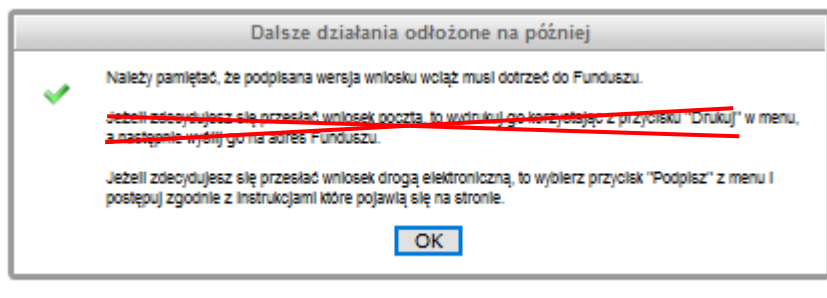 Dalsze działania odłożone na później
Należy pamiętać, że podpisana wersja wniosku wciąż musi dotrzeć do Funduszu.
Jeżeli zdecydujesz się przesłać wniosek pocztą, to wydrukuj go korzystając z przycisku "Drukuj" w menu,
a następnie wyślij go na adres Funduszu.
Jeżeli zdecydujesz się przesłać wniosek drogą elektroniczną, to wybierz przycisk "Podpisz" z menu i
postępuj zgodnie z instrukcjami które pojawią się na stronie.
OK